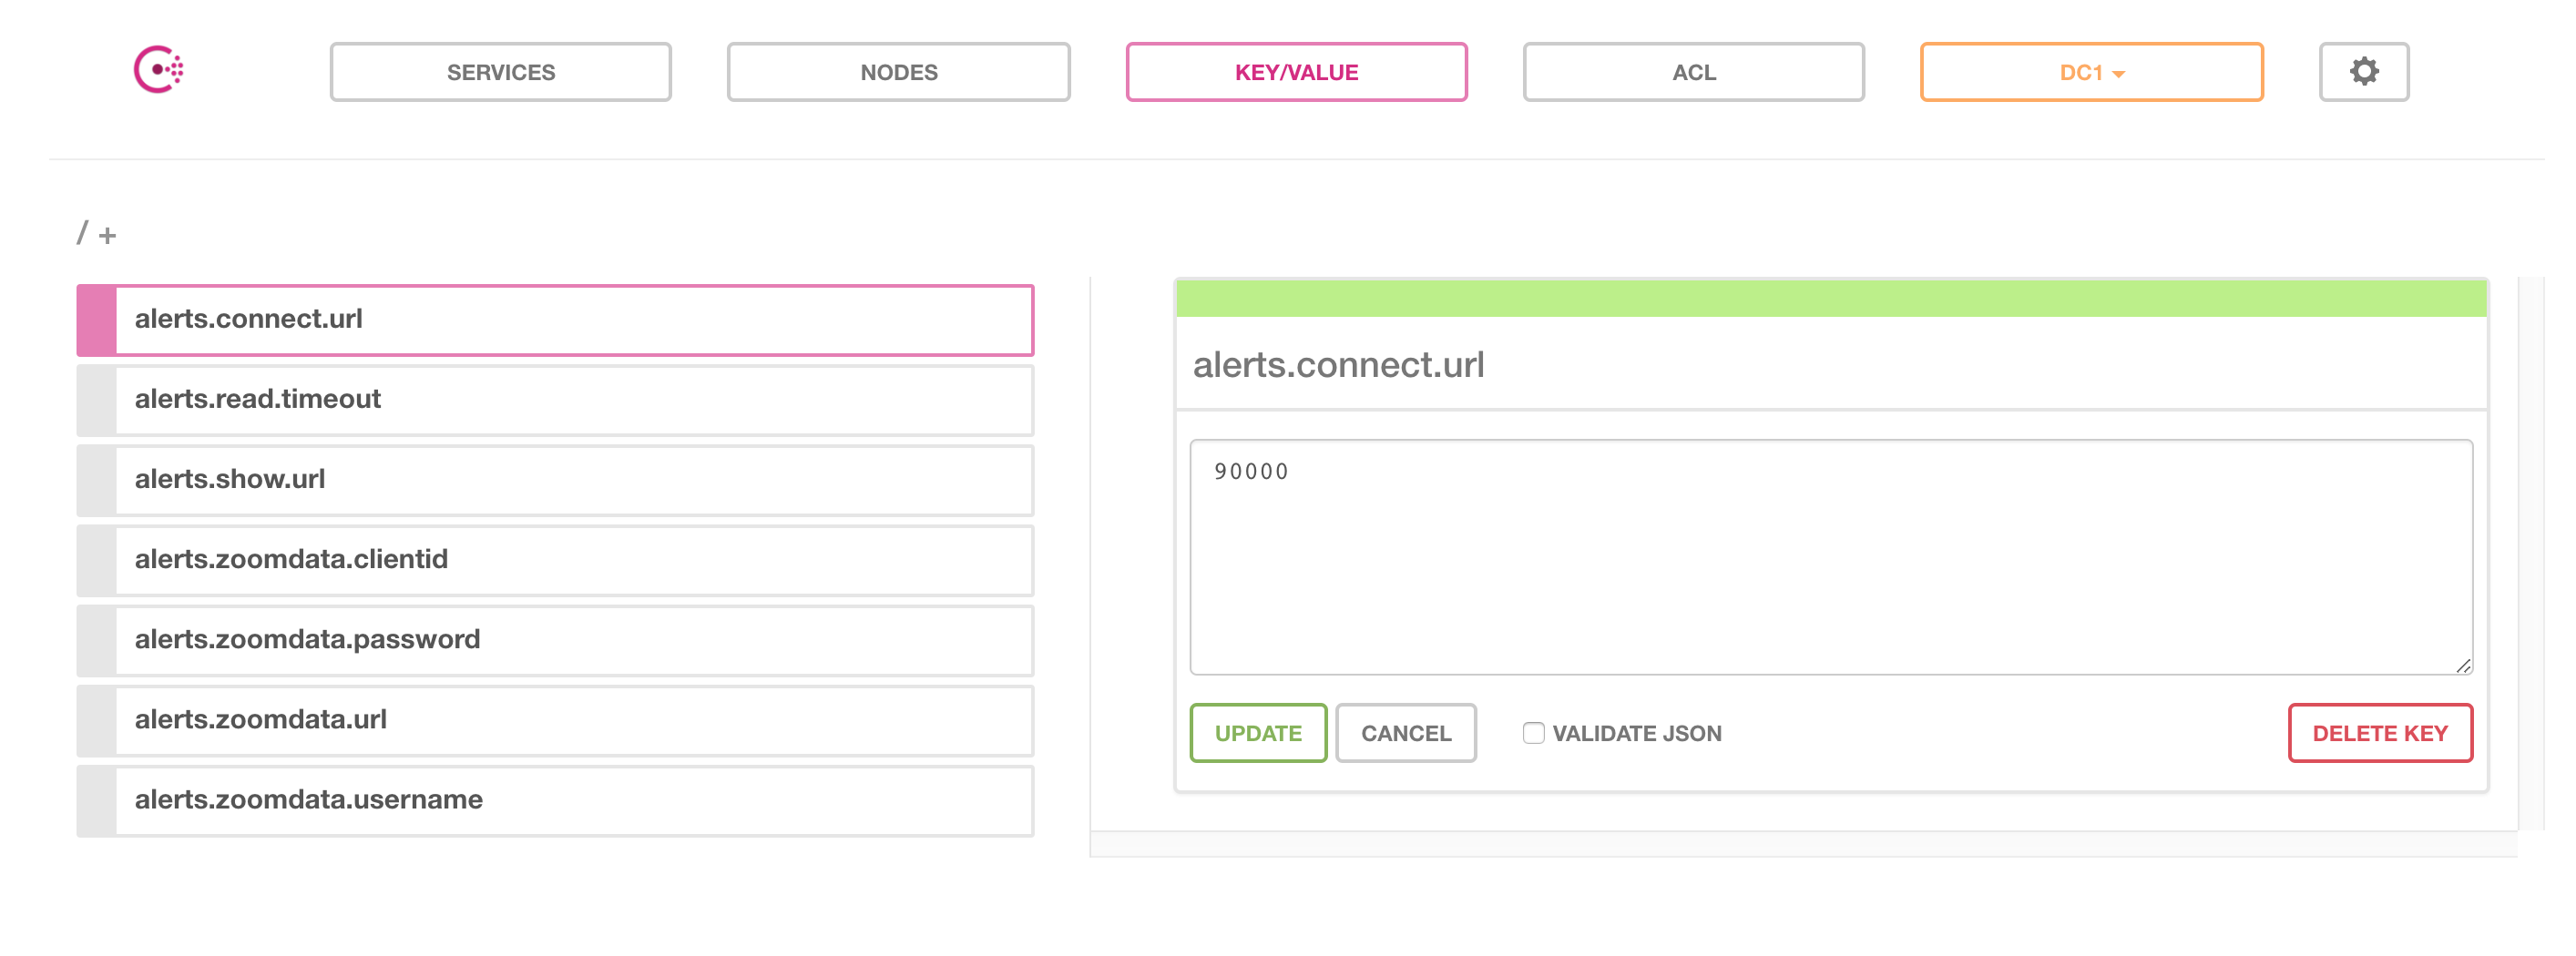 SERVICES NODES KEY/VALUE ACL DC1
/ +
alerts.connect.url
alerts.read.timeout
alerts.show.url
alerts.zoomdata.clientid
alerts.zoomdata.password
alerts.zoomdata.url
alerts.zoomdata.username
alerts.connect.url
90000
UPDATE CANCEL VALIDATE JSON DELETE KEY